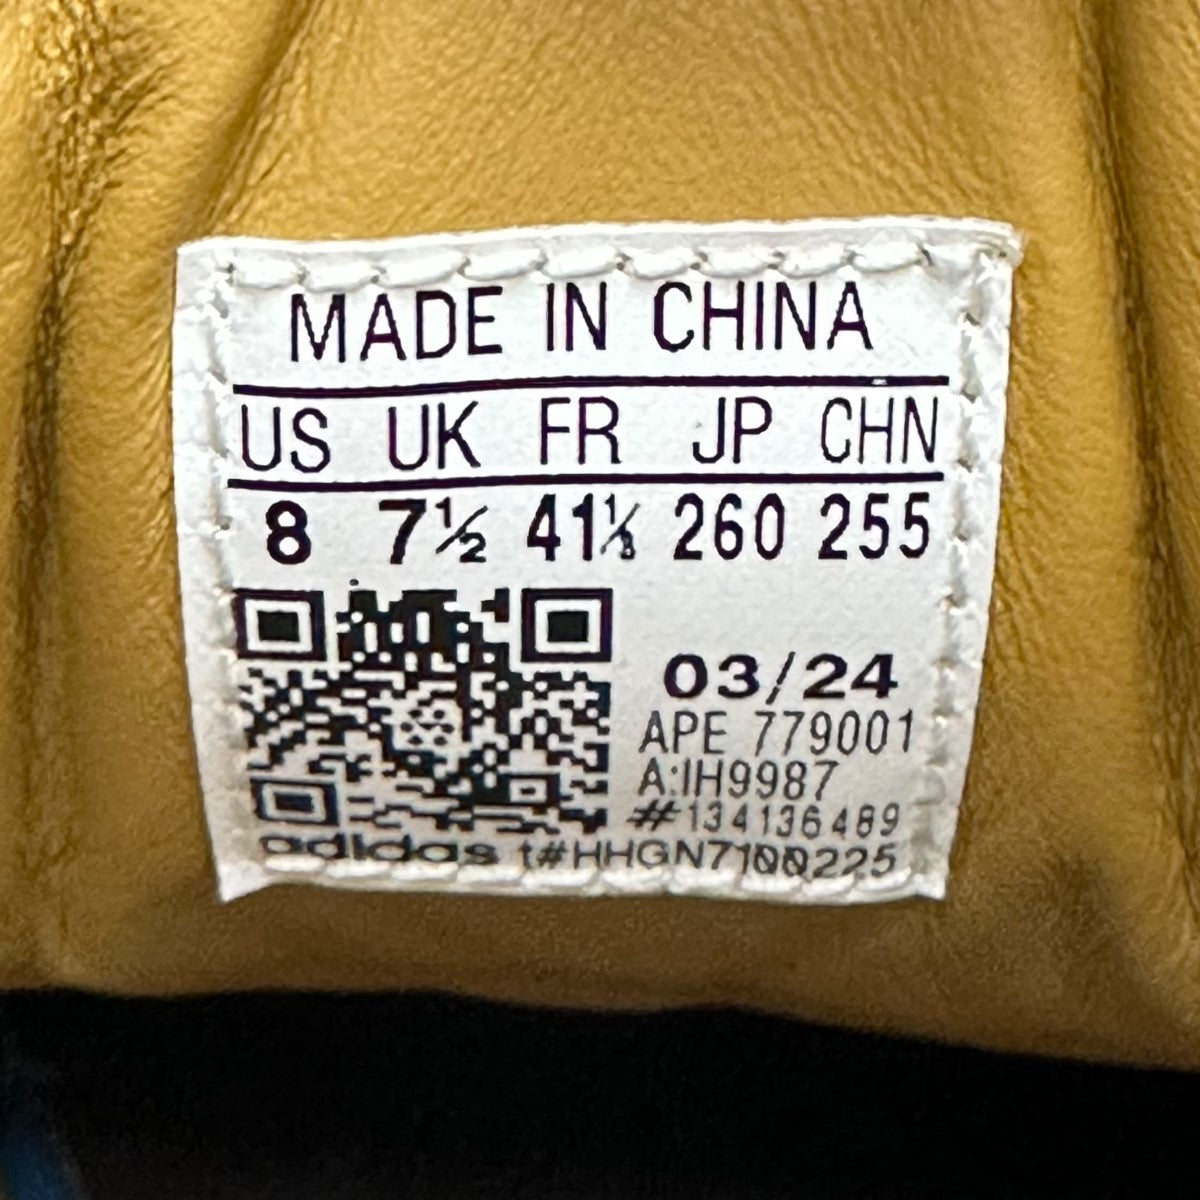 MADE IN CHINA
US UK FR JP CHN
8 7½ 41⅓ 260 255
03/24
APE 779001
A:IH9987
#134136489
adidas t#HHGN7100225